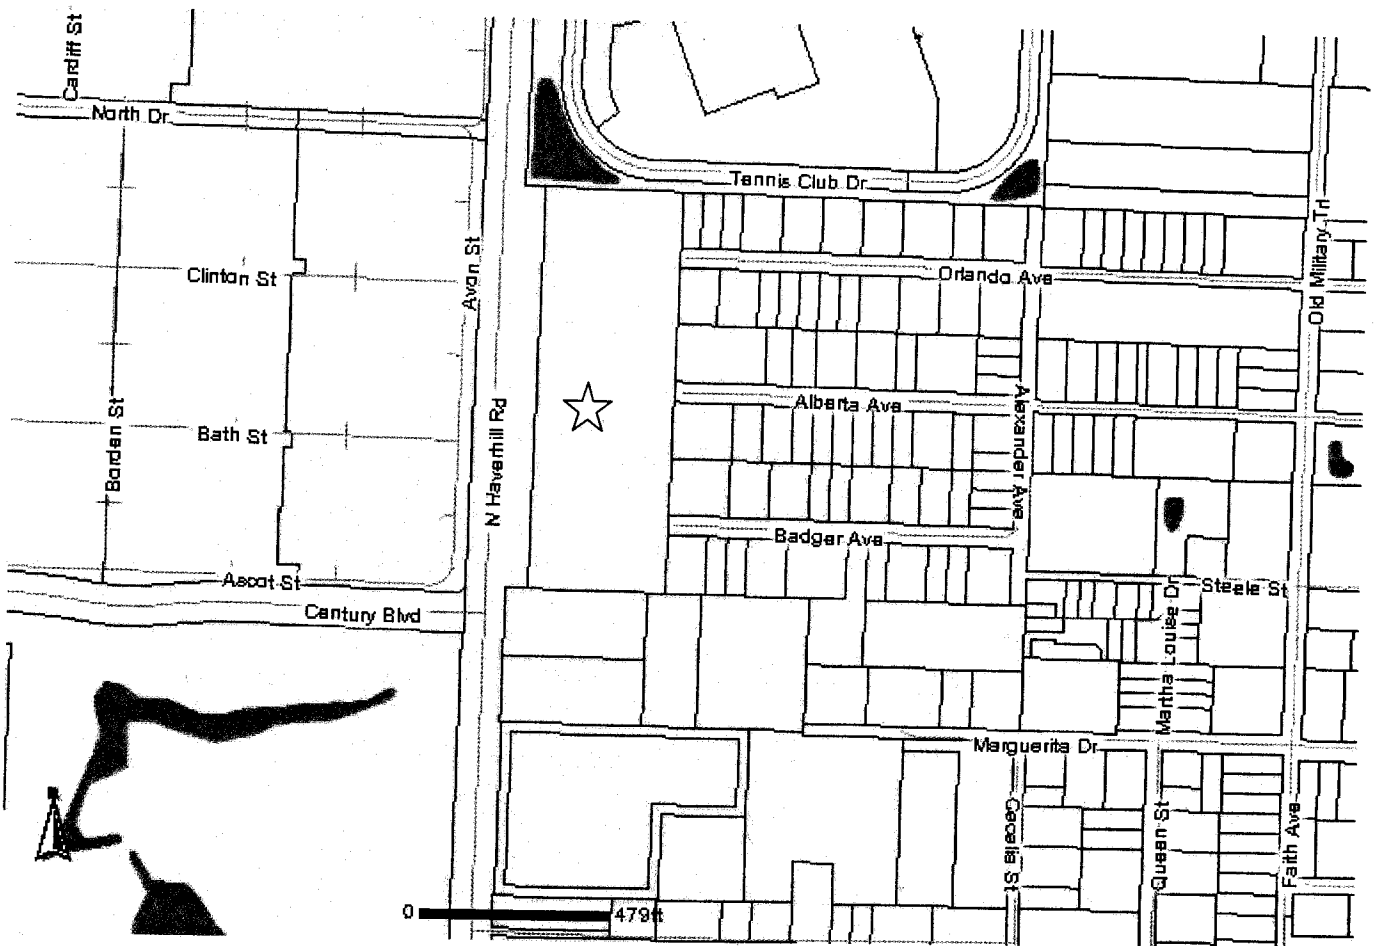 Cardiff St
North Dr
Tennis Club Dr
Old Military Trl
Avon St
Clinton St
Orlando Ave
Barden St
Bath St
N Haverhill Rd
Alberta Ave
Alexander Ave
Badger Ave
Ascot St
Century Blvd
Steele St
Martha Louise Dr
Marguerita Dr
Cecelia St
Queen St
Faith Ave
0
479ft